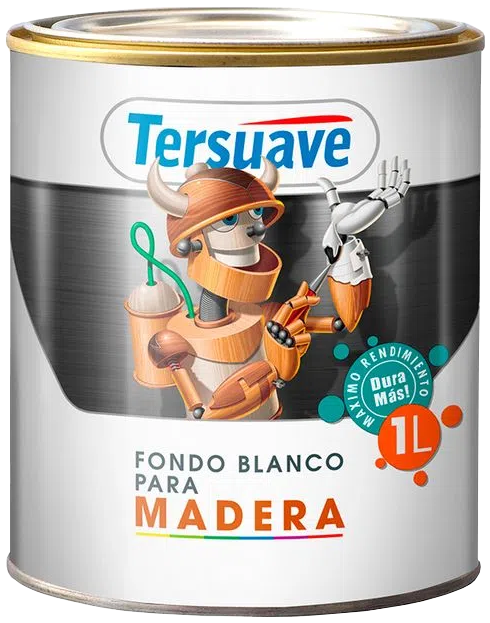 Tersuave
MÁXIMO RENDIMIENTO
Dura
Más!
1L
FONDO BLANCO
PARA
MADERA